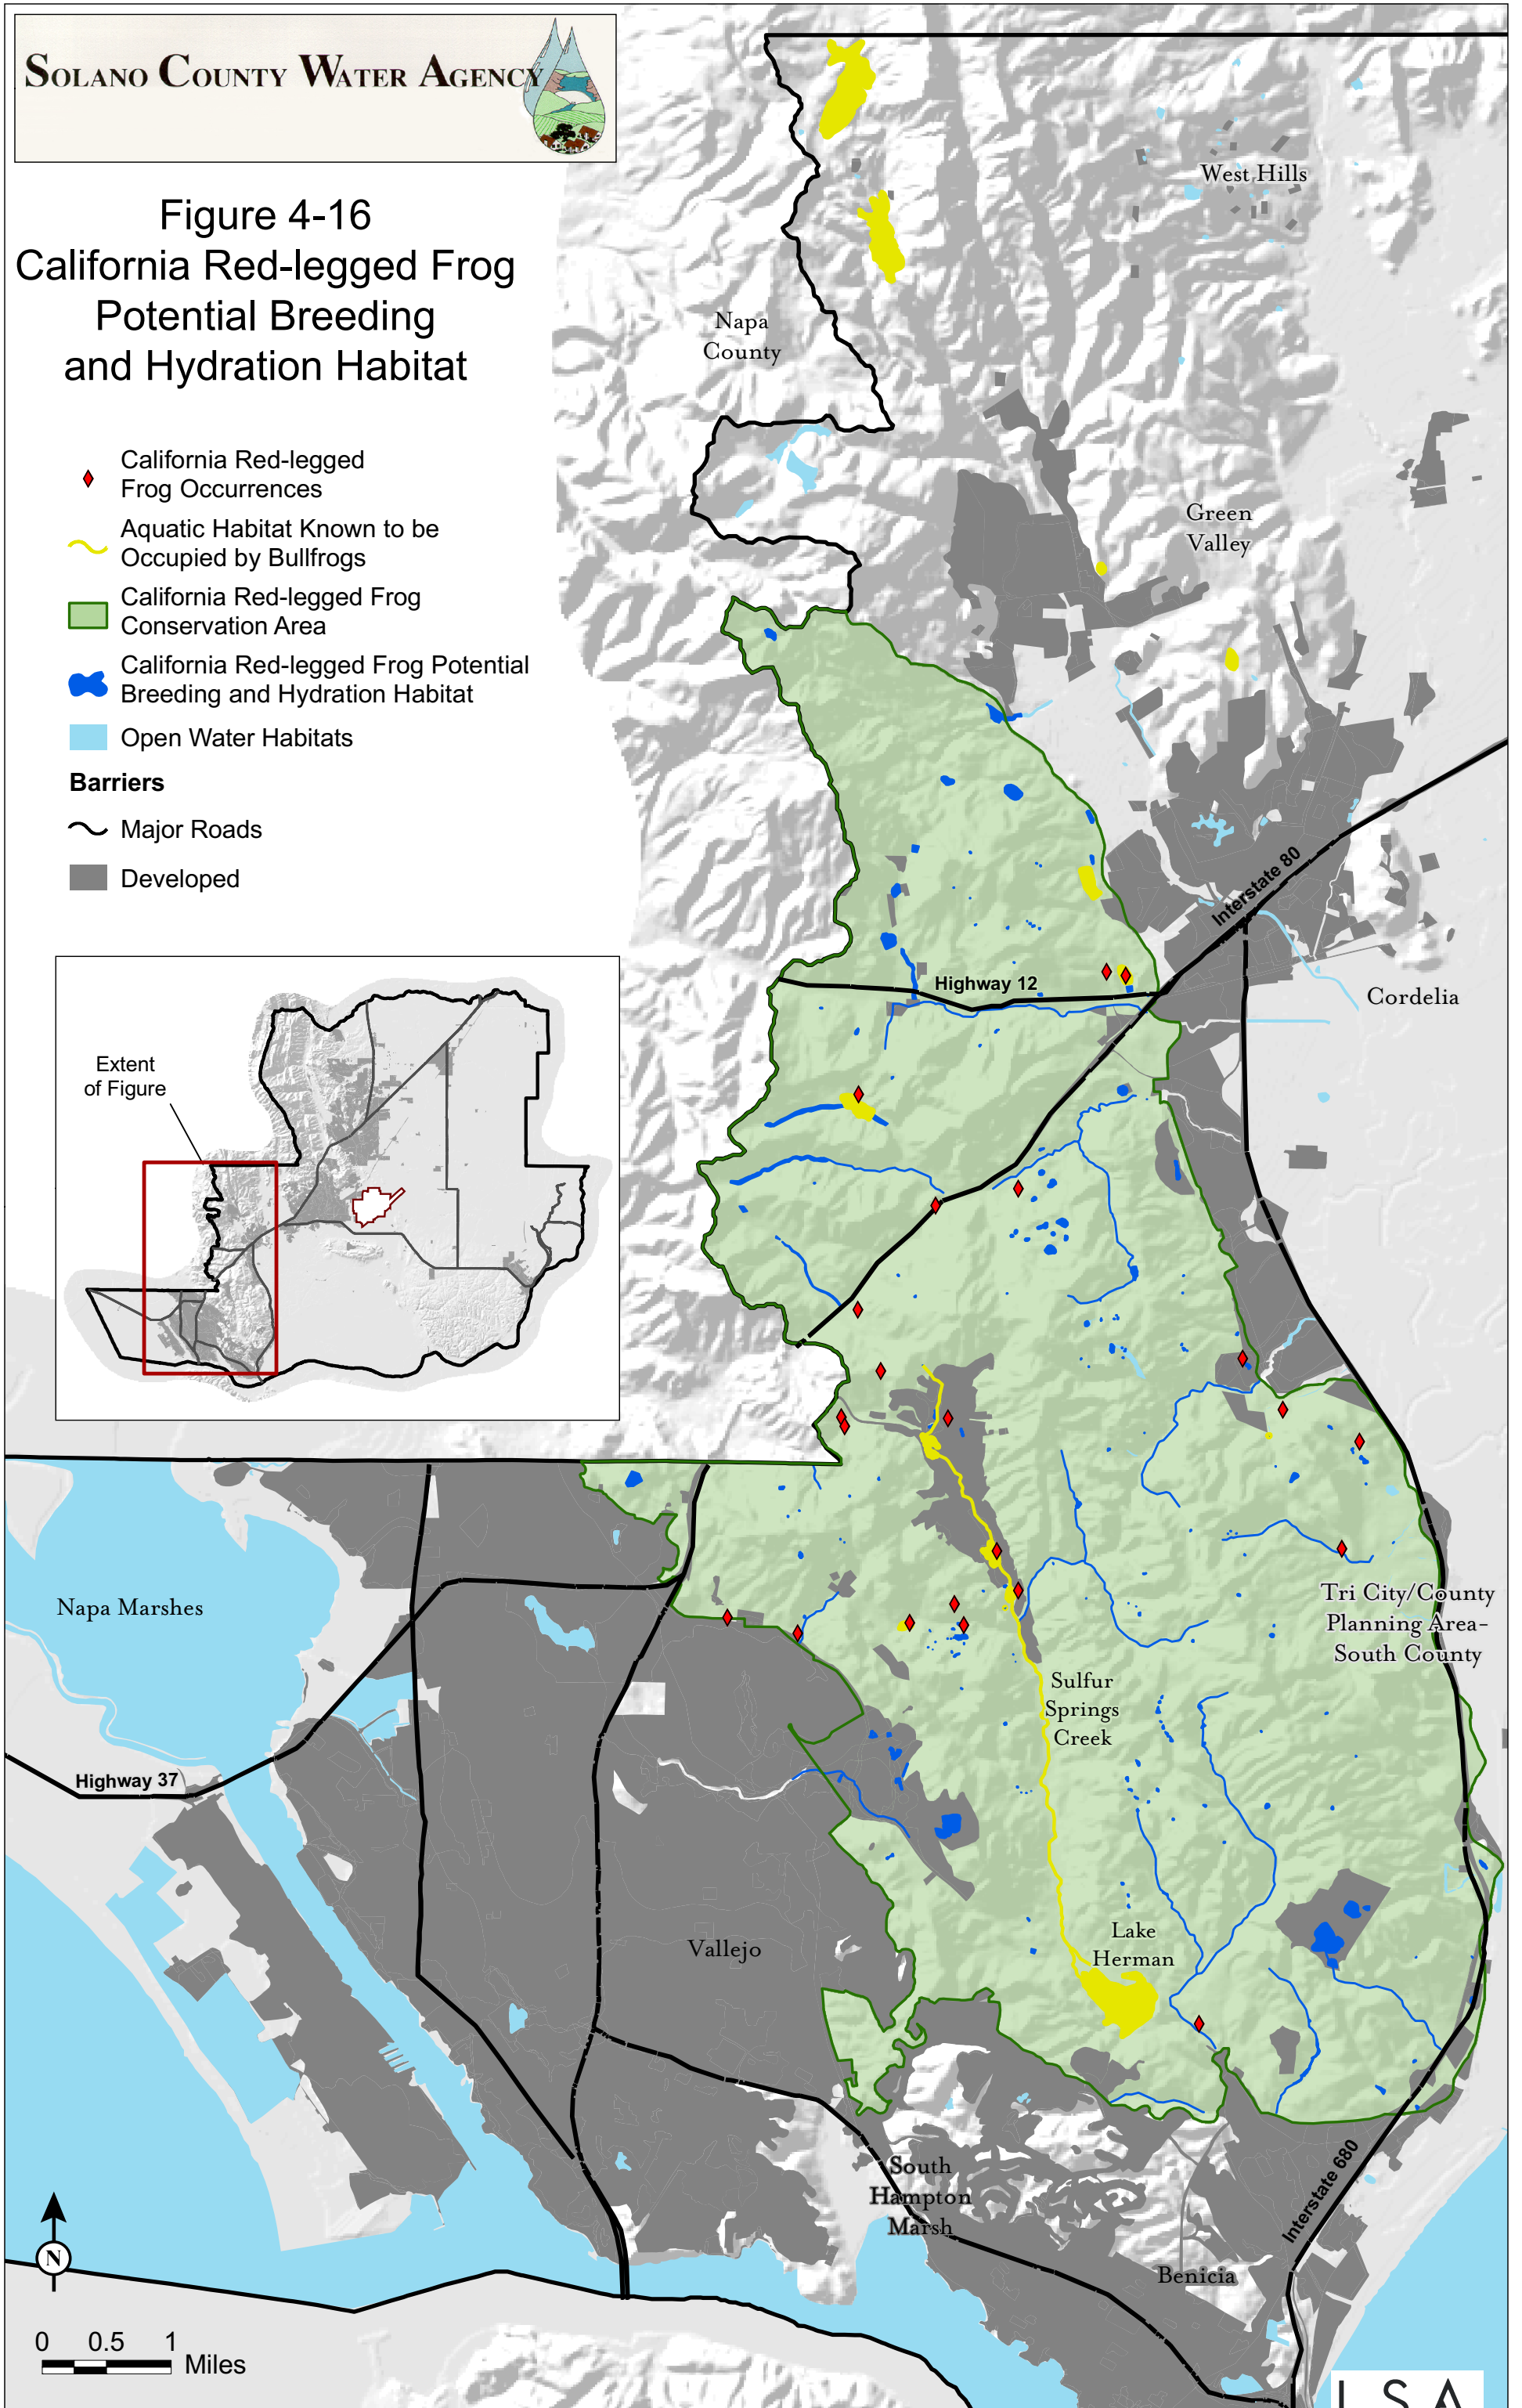 SOLANO COUNTY WATER AGENCY
Figure 4-16
California Red-legged Frog
Potential Breeding
and Hydration Habitat
California Red-legged
Frog Occurrences
Aquatic Habitat Known to be
Occupied by Bullfrogs
California Red-legged Frog
Conservation Area
California Red-legged Frog Potential
Breeding and Hydration Habitat
Open Water Habitats
Barriers
Major Roads
Developed
Extent
of Figure
West Hills
Napa
County
Green
Valley
Interstate 80
Highway 12
Cordelia
Napa Marshes
Highway 37
Tri City/County
Planning Area-
South County
Sulfur
Springs
Creek
Lake
Herman
Vallejo
South
Hampton
Marsh
Interstate 680
Benicia
N
0 0.5 1
Miles
LSA